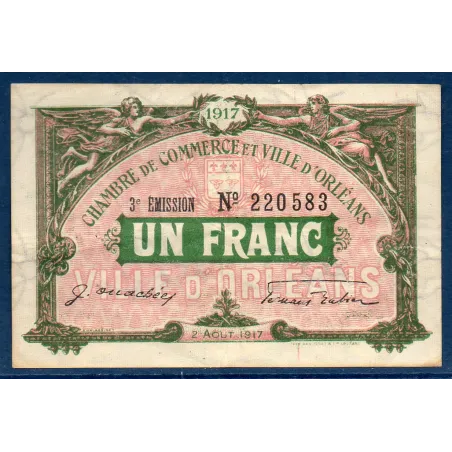 1917
CHAMBRE DE COMMERCE ET VILLE D'ORLÉANS
3e EMISSION No 220583
UN FRANC
VILLE D'ORLÉANS
2 AOUT 1917